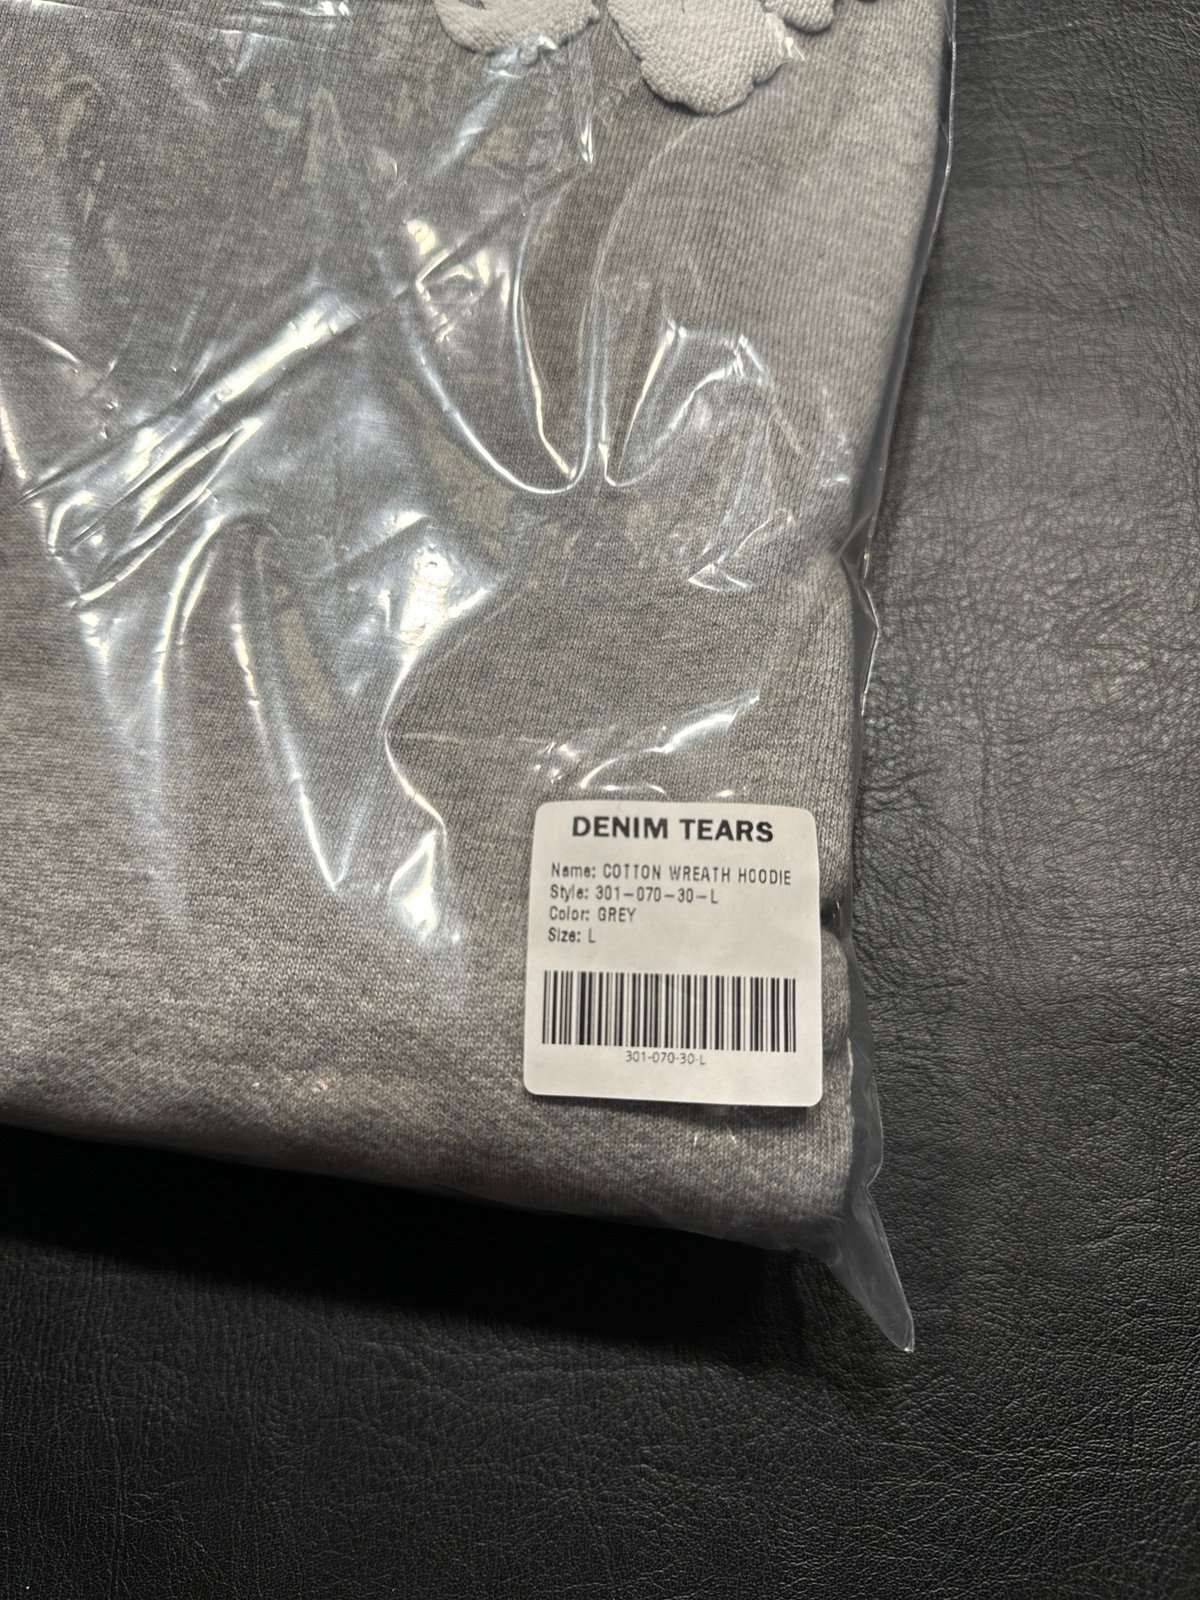 DENIM TEARS
Name: COTTON WREATH HOODIE
Style: 301-070-30-L
Color: GREY
Size: L
301-070-30-L